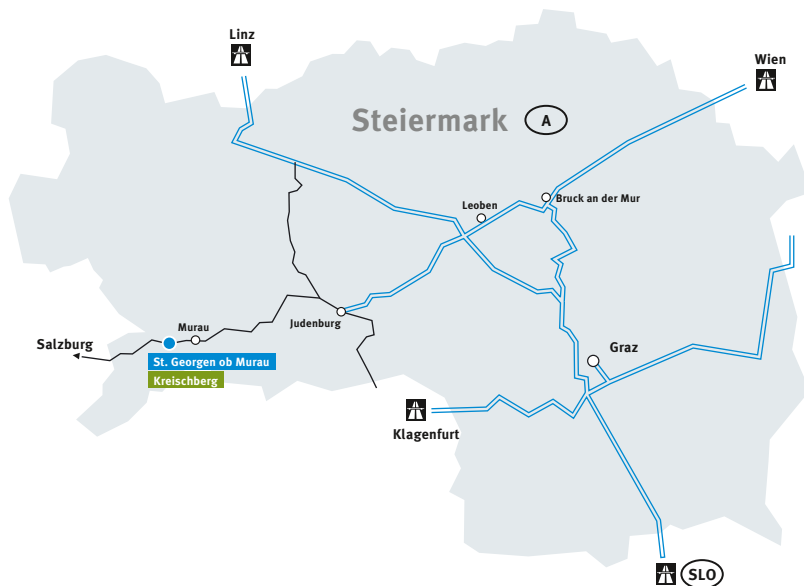 Linz
Wien
Steiermark A
Leoben
Bruck an der Mur
Murau
Judenburg
Salzburg
St. Georgen ob Murau
Kreischberg
Graz
Klagenfurt
SLO